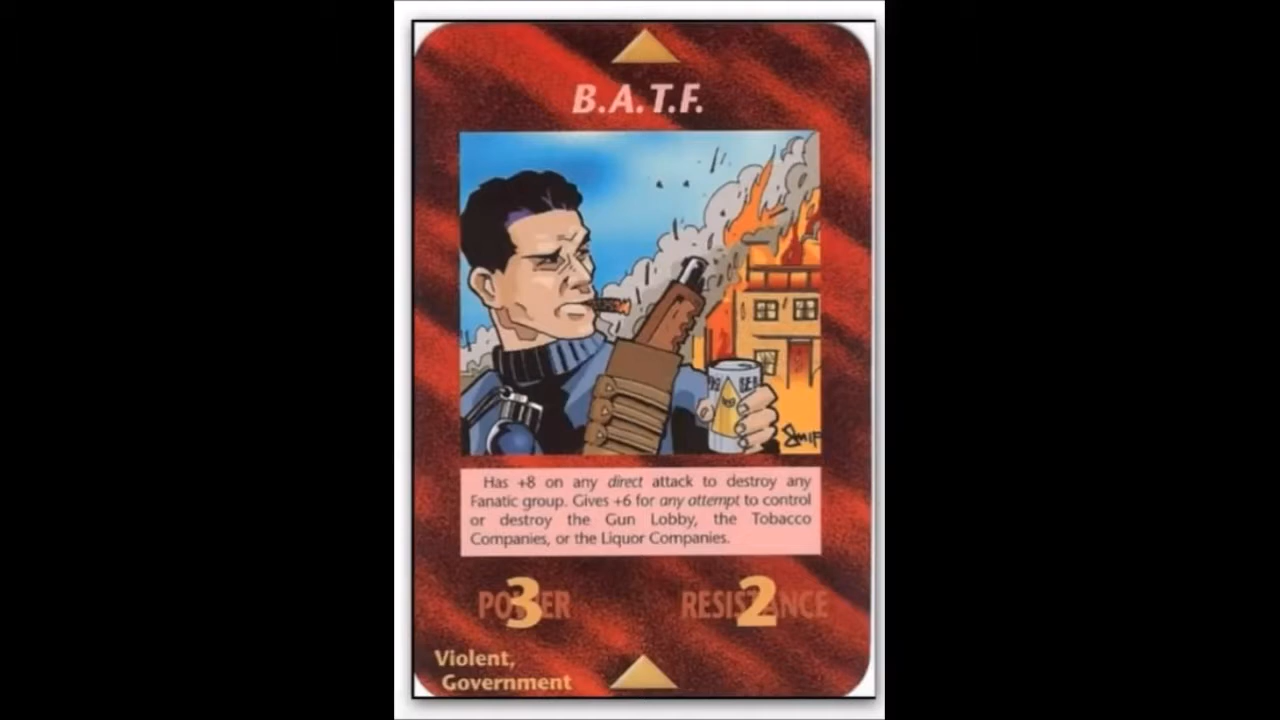 B.A.T.F.
Has +8 on any direct attack to destroy any
Fanatic group. Gives +6 for any attempt to control
or destroy the Gun Lobby, the Tobacco
Companies, or the Liquor Companies.
POWER 3 RESISTANCE 2
Violent,
Government